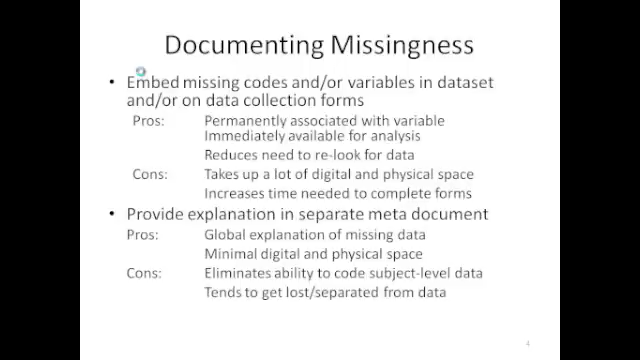 Documenting Missingness
• Embed missing codes and/or variables in dataset
and/or on data collection forms
Pros: Permanently associated with variable
Immediately available for analysis
Reduces need to re-look for data
Cons: Takes up a lot of digital and physical space
Increases time needed to complete forms
• Provide explanation in separate meta document
Pros: Global explanation of missing data
Minimal digital and physical space
Cons: Eliminates ability to code subject-level data
Tends to get lost/separated from data
4